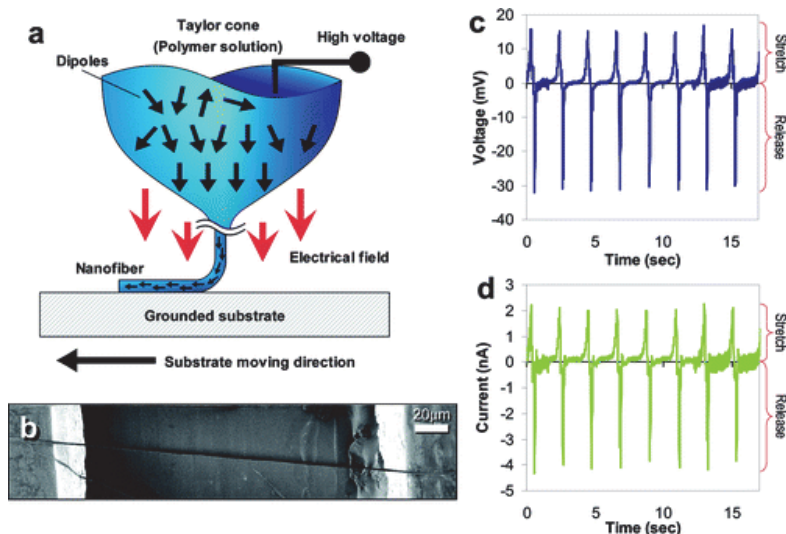 a
Taylor cone
(Polymer solution)
High voltage
Dipoles
Nanofiber
Electrical field
Grounded substrate
Substrate moving direction
b
20μm
c
Voltage (mV)
20
10
0
-10
-20
-30
-40
0 5 10 15
Time (sec)
Stretch
Release
d
Current (nA)
3
2
1
0
-1
-2
-3
-4
-5
0 5 10 15
Time (sec)
Stretch
Release